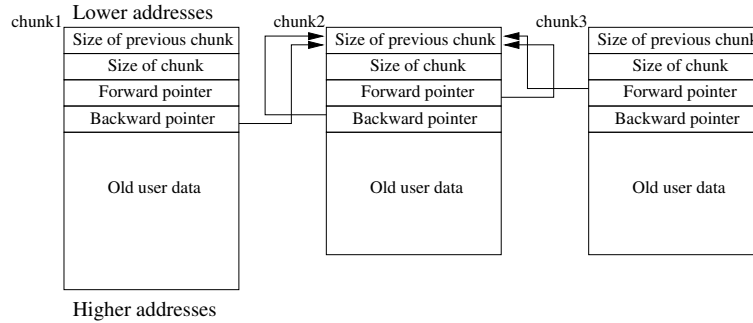 Lower addresses
chunk1
Size of previous chunk
Size of chunk
Forward pointer
Backward pointer
Old user data
Higher addresses
chunk2
Size of previous chunk
Size of chunk
Forward pointer
Backward pointer
Old user data
chunk3
Size of previous chunk
Size of chunk
Forward pointer
Backward pointer
Old user data